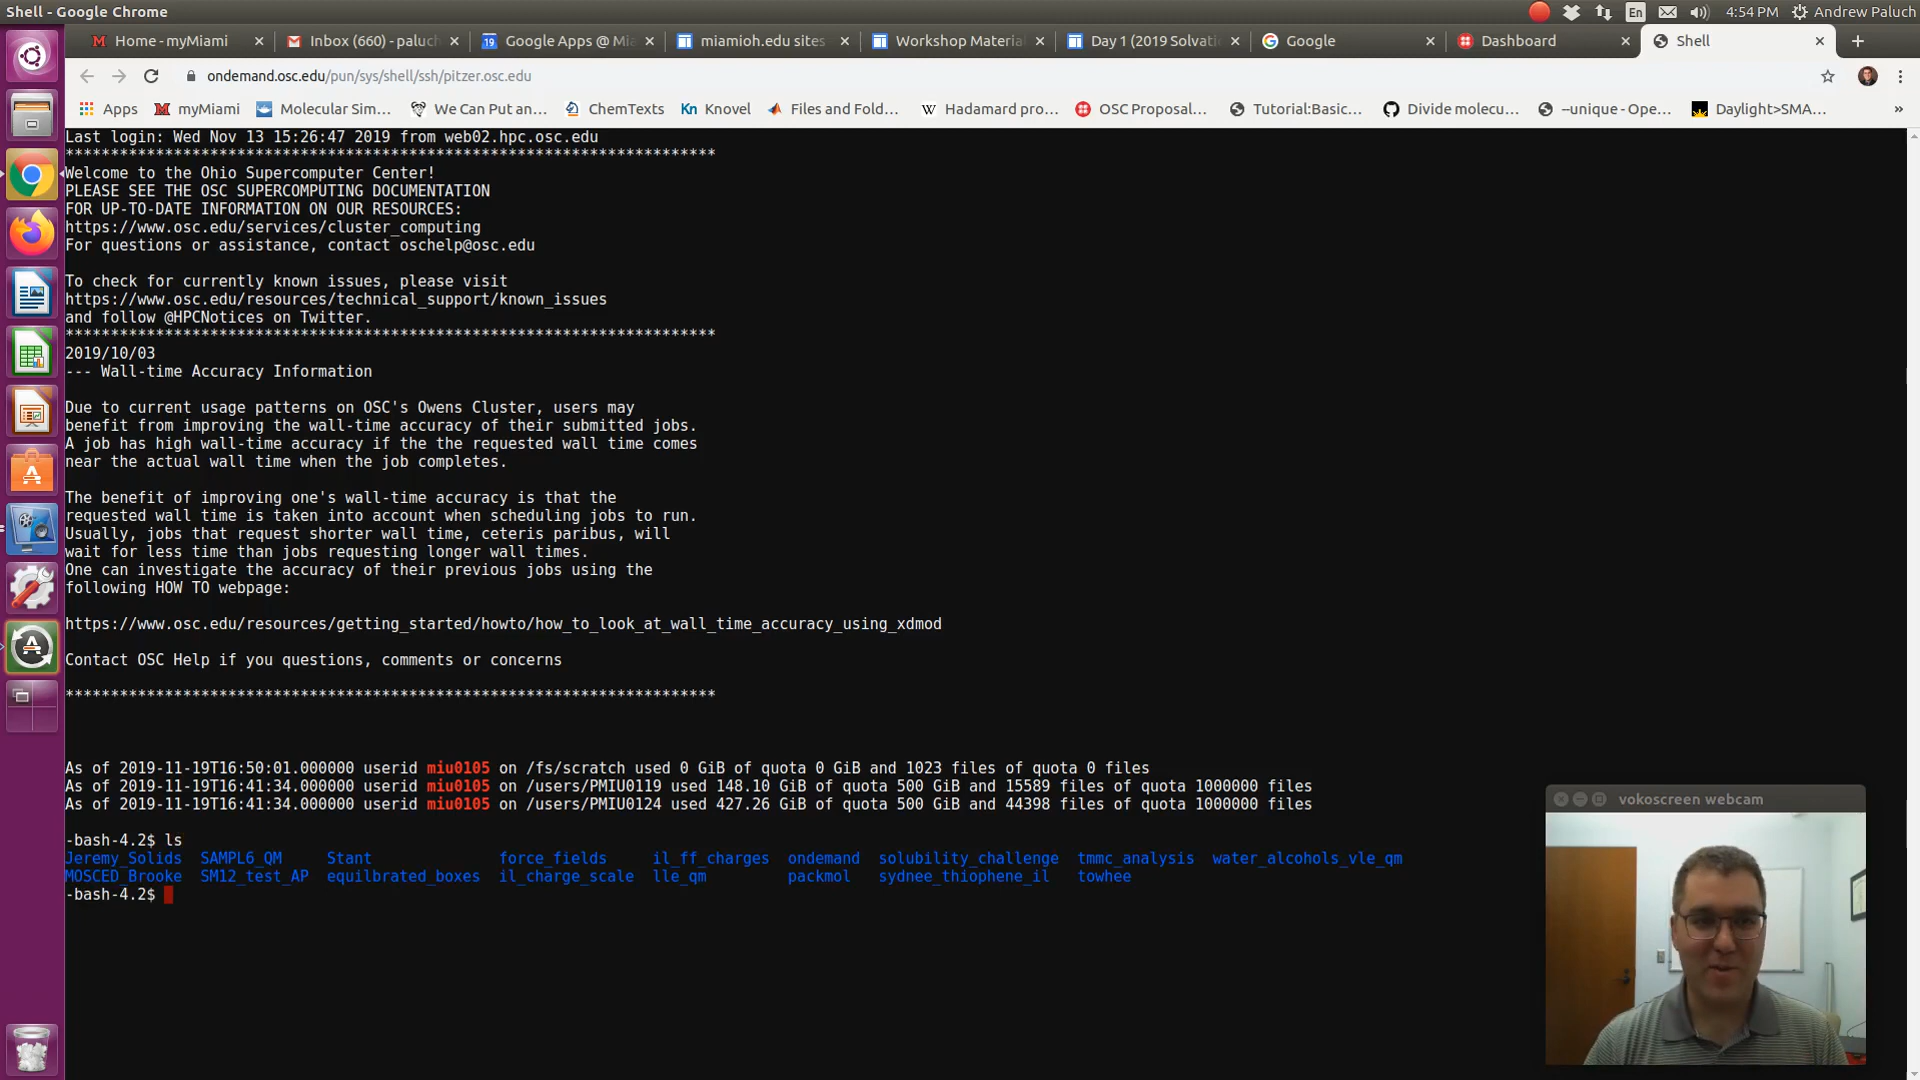 Shell - Google Chrome
En 4:54 PM Andrew Paluch
Home - myMiami Inbox (660) - paluch Google Apps @ Mia miamioh.edu sites Workshop Material Day 1 (2019 Solvati Google Dashboard Shell
ondemand.osc.edu/pun/sys/shell/ssh/pitzer.osc.edu
Apps myMiami Molecular Sim... We Can Put an... ChemTexts Kn Knovel Files and Fold... W Hadamard pro... OSC Proposal... Tutorial:Basic... Divide molecu... --unique - Ope... Daylight>SMA... »
Last login: Wed Nov 13 15:26:47 2019 from web02.hpc.osc.edu
************************************************************************
Welcome to the Ohio Supercomputer Center!
PLEASE SEE THE OSC SUPERCOMPUTING DOCUMENTATION
FOR UP-TO-DATE INFORMATION ON OUR RESOURCES:
https://www.osc.edu/services/cluster_computing
For questions or assistance, contact oschelp@osc.edu
To check for currently known issues, please visit
https://www.osc.edu/resources/technical_support/known_issues
and follow @HPCNotices on Twitter.
************************************************************************
2019/10/03
--- Wall-time Accuracy Information
Due to current usage patterns on OSC's Owens Cluster, users may
benefit from improving the wall-time accuracy of their submitted jobs.
A job has high wall-time accuracy if the the requested wall time comes
near the actual wall time when the job completes.
The benefit of improving one's wall-time accuracy is that the
requested wall time is taken into account when scheduling jobs to run.
Usually, jobs that request shorter wall time, ceteris paribus, will
wait for less time than jobs requesting longer wall times.
One can investigate the accuracy of their previous jobs using the
following HOW TO webpage:
https://www.osc.edu/resources/getting_started/howto/how_to_look_at_wall_time_accuracy_using_xdmod
Contact OSC Help if you questions, comments or concerns
************************************************************************
As of 2019-11-19T16:50:01.000000 userid miu0105 on /fs/scratch used 0 GiB of quota 0 GiB and 1023 files of quota 0 files
As of 2019-11-19T16:41:34.000000 userid miu0105 on /users/PMIU0119 used 148.10 GiB of quota 500 GiB and 15589 files of quota 1000000 files
As of 2019-11-19T16:41:34.000000 userid miu0105 on /users/PMIU0124 used 427.26 GiB of quota 500 GiB and 44398 files of quota 1000000 files
-bash-4.2$ ls
Jeremy_Solids SAMPL6_QM Stant force_fields il_ff_charges ondemand solubility_challenge tmmc_analysis water_alcohols_vle_qm
MOSCED_Brooke SM12_test_AP equilbrated_boxes il_charge_scale lle_qm packmol sydnee_thiophene_il towhee
-bash-4.2$
vokoscreen webcam